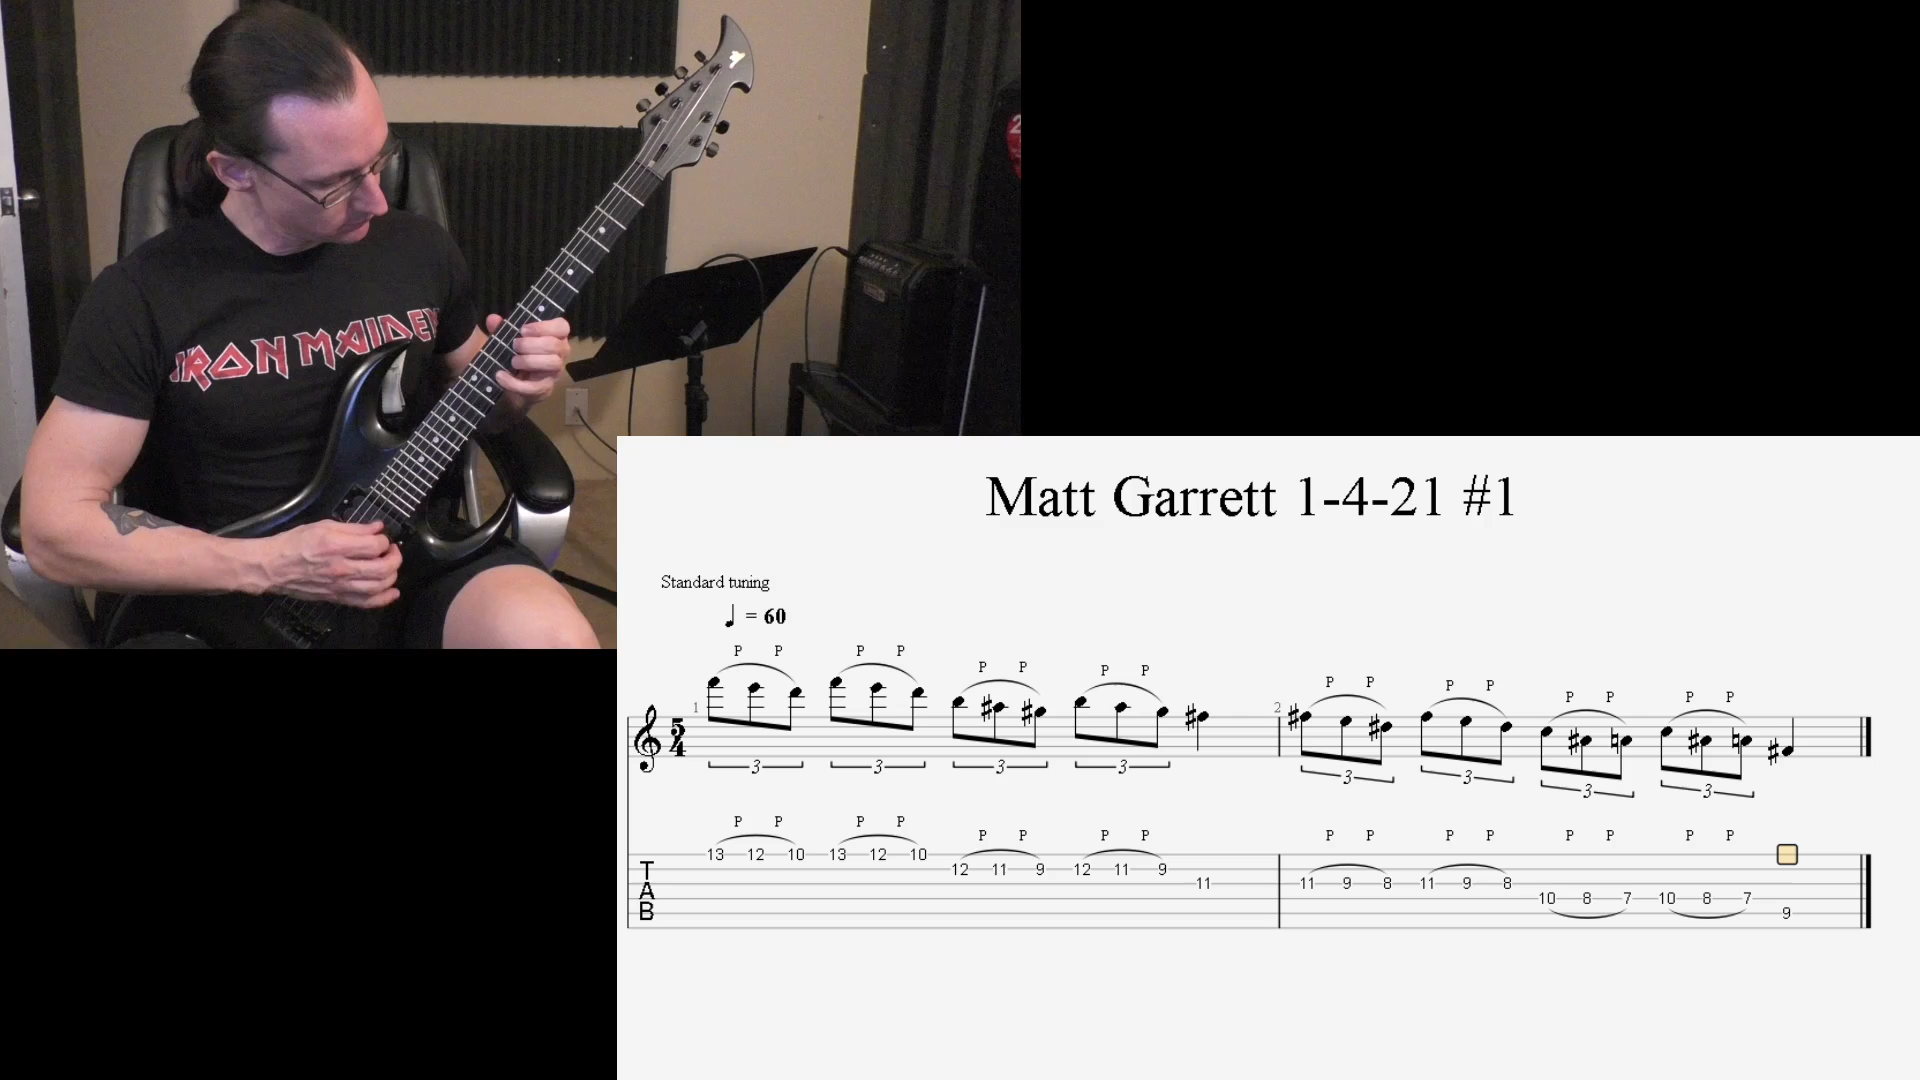 IRON MAIDEN
Matt Garrett 1-4-21 #1
Standard tuning
= 60
P P P P P P P P P P P P P P P P
1 2
5
4
3 3 3 3 3 3 3 3
P P P P P P P P P P P P P P P P
T
A
B
13 12 10 13 12 10
12 11 9 12 11 9
11 11 9 8 11 9 8
10 8 7 10 8 7
9